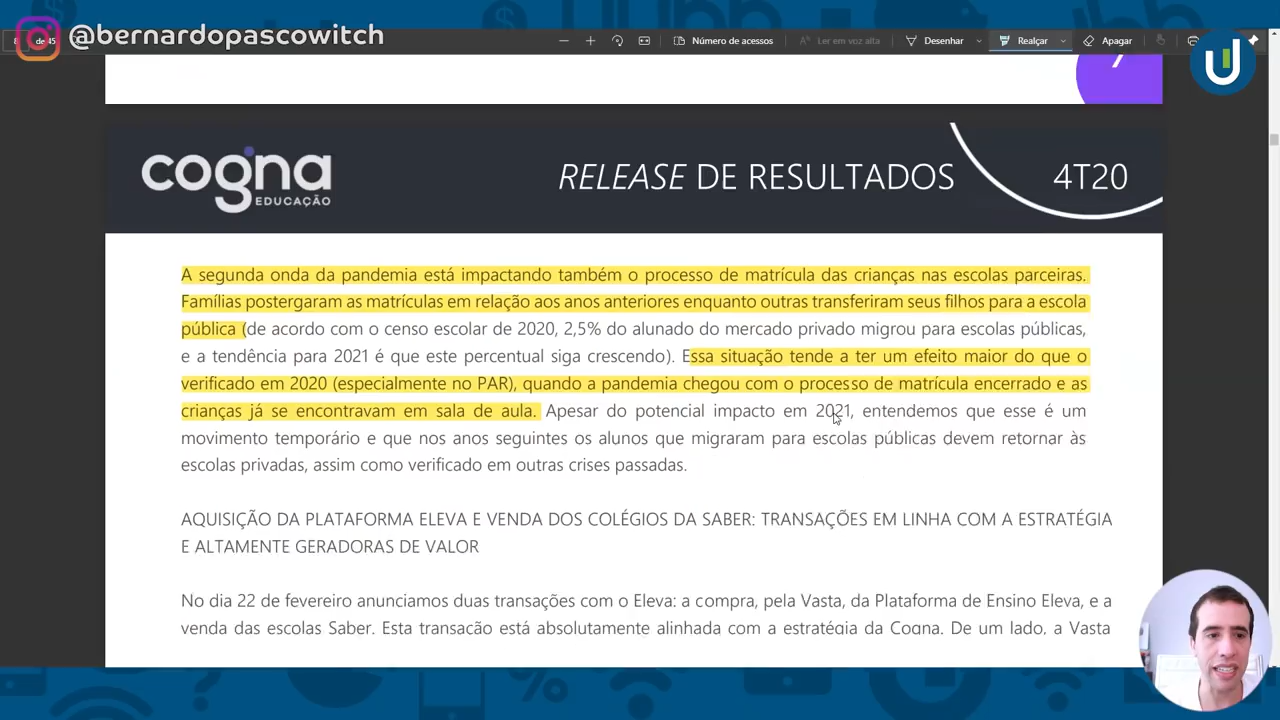 @bernardopascowitch
de 45
Número de acessos
Ler em voz alta
Desenhar
Realçar
Apagar
cogna
EDUCAÇÃO
RELEASE DE RESULTADOS
4T20
A segunda onda da pandemia está impactando também o processo de matrícula das crianças nas escolas parceiras.
Famílias postergaram as matrículas em relação aos anos anteriores enquanto outras transferiram seus filhos para a escola
pública (de acordo com o censo escolar de 2020, 2,5% do alunado do mercado privado migrou para escolas públicas,
e a tendência para 2021 é que este percentual siga crescendo). Essa situação tende a ter um efeito maior do que o
verificado em 2020 (especialmente no PAR), quando a pandemia chegou com o processo de matrícula encerrado e as
crianças já se encontravam em sala de aula. Apesar do potencial impacto em 2021, entendemos que esse é um
movimento temporário e que nos anos seguintes os alunos que migraram para escolas públicas devem retornar às
escolas privadas, assim como verificado em outras crises passadas.
AQUISIÇÃO DA PLATAFORMA ELEVA E VENDA DOS COLÉGIOS DA SABER: TRANSAÇÕES EM LINHA COM A ESTRATÉGIA
E ALTAMENTE GERADORAS DE VALOR
No dia 22 de fevereiro anunciamos duas transações com o Eleva: a compra, pela Vasta, da Plataforma de Ensino Eleva, e a
venda das escolas Saber. Esta transação está absolutamente alinhada com a estratégia da Cogna. De um lado, a Vasta